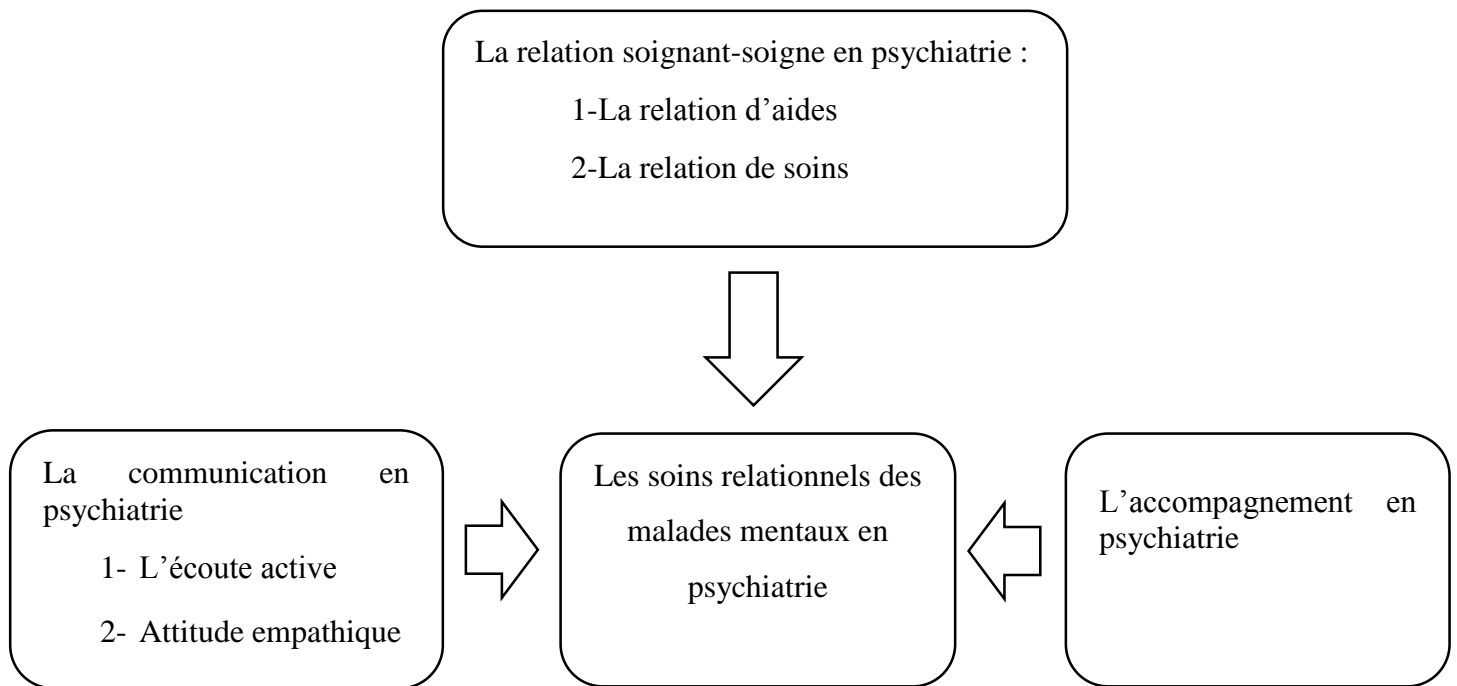 La relation soignant-soigne en psychiatrie :
1-La relation d’aides
2-La relation de soins
La communication en
psychiatrie
1- L’écoute active
2- Attitude empathique
Les soins relationnels des
malades mentaux en
psychiatrie
L’accompagnement en
psychiatrie